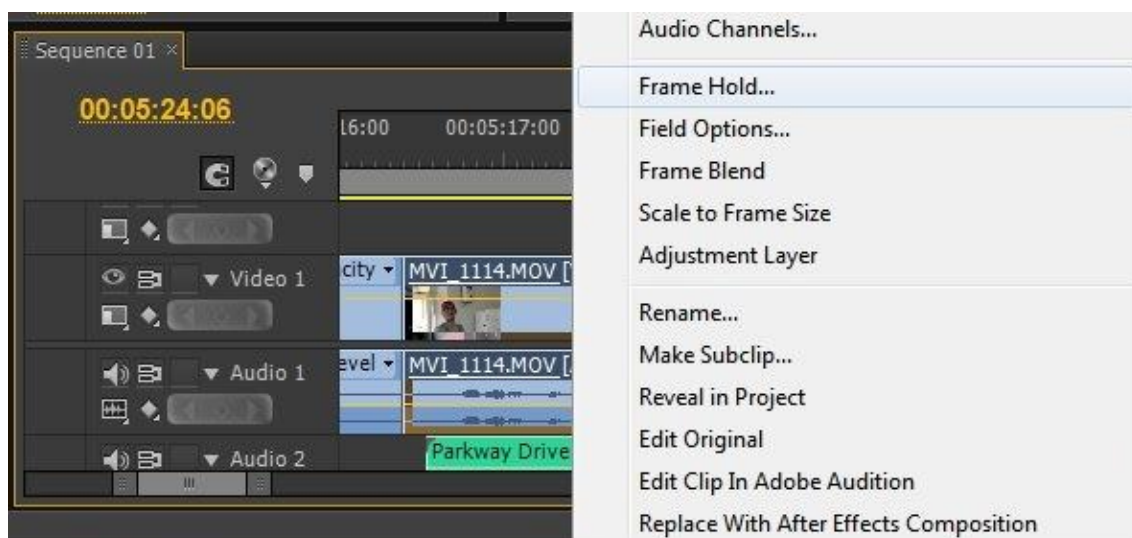 Sequence 01 ×
00:05:24:06
16:00 00:05:17:00
Video 1
city MVI_1114.MOV [
Audio 1
evel MVI_1114.MOV [
Audio 2
Parkway Drive
Audio Channels...
Frame Hold...
Field Options...
Frame Blend
Scale to Frame Size
Adjustment Layer
Rename...
Make Subclip...
Reveal in Project
Edit Original
Edit Clip In Adobe Audition
Replace With After Effects Composition